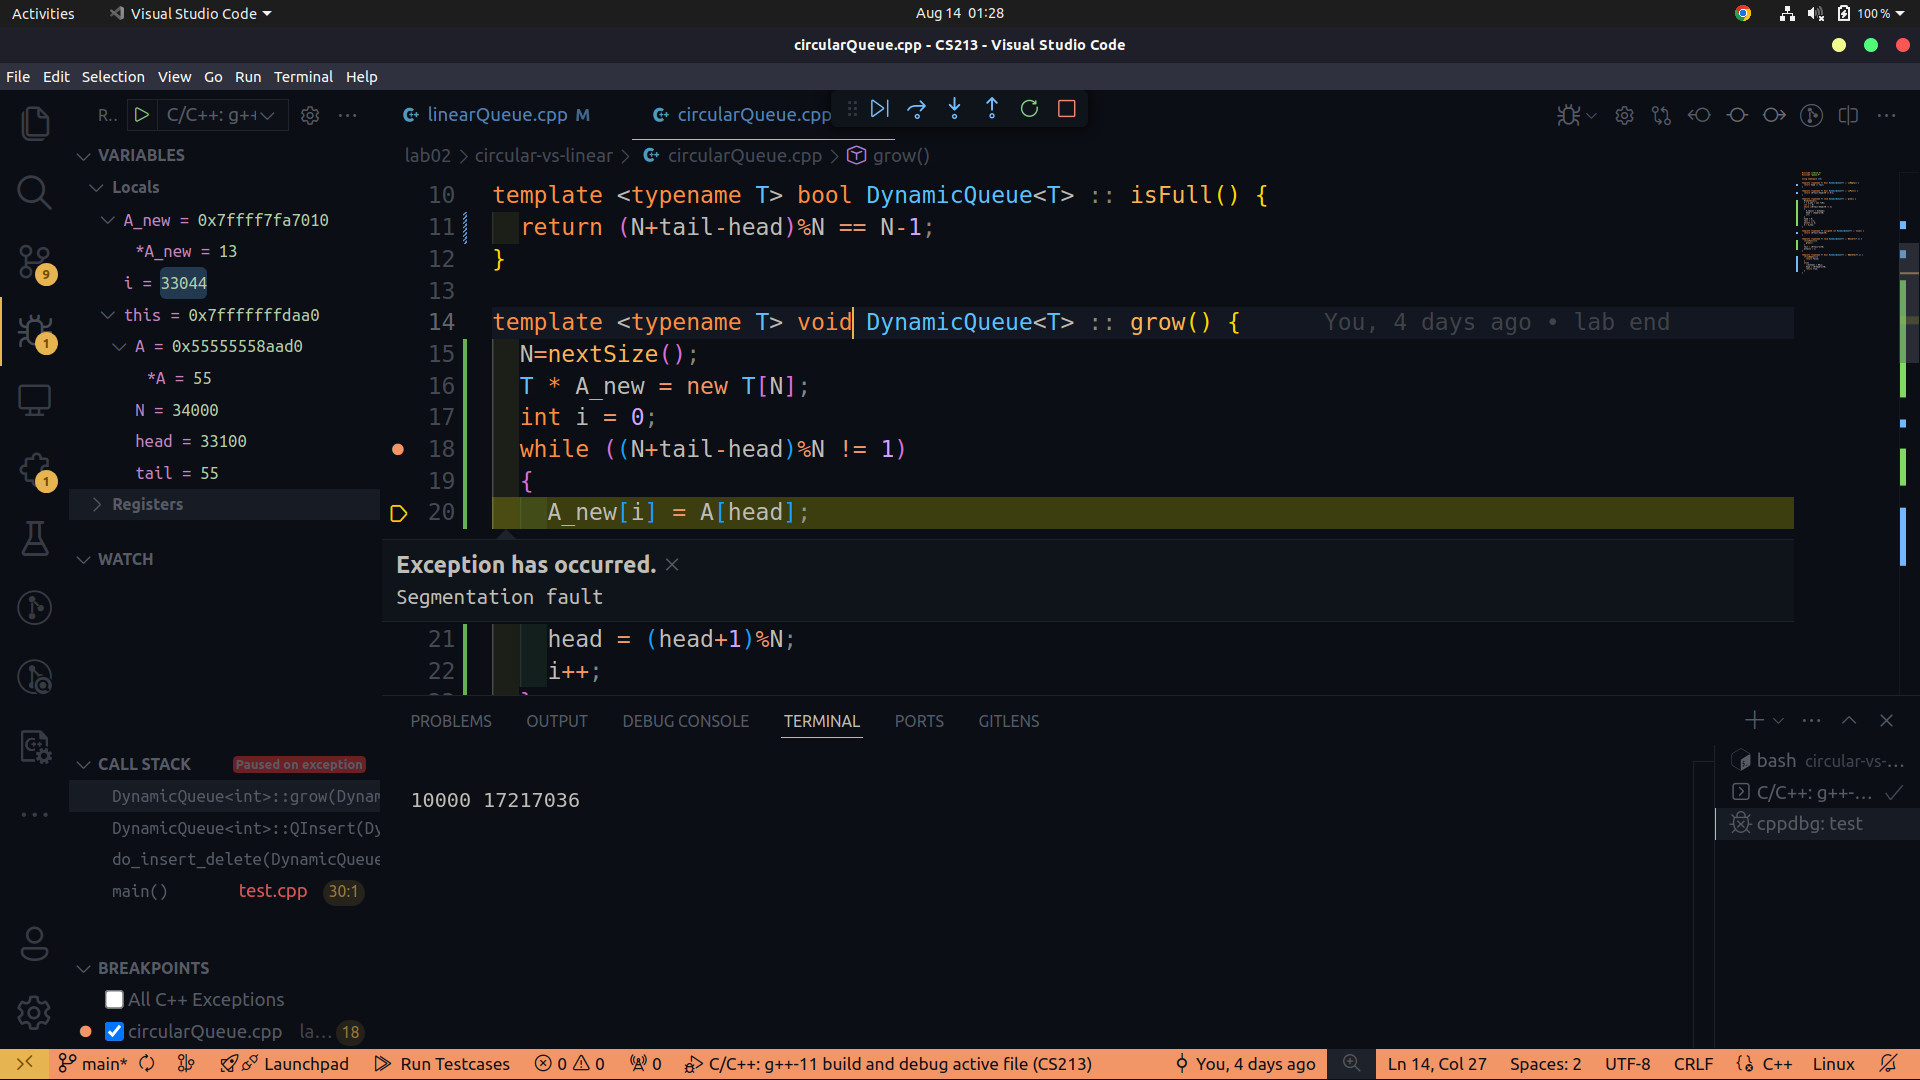 Activities
Visual Studio Code
Aug 14 01:28
100 %
circularQueue.cpp - CS213 - Visual Studio Code
File Edit Selection View Go Run Terminal Help
R.. C/C++: g++
linearQueue.cpp M
circularQueue.cpp
lab02 > circular-vs-linear > circularQueue.cpp > grow()
VARIABLES
Locals
A_new = 0x7ffff7fa7010
*A_new = 13
i = 33044
this = 0x7fffffffdaa0
A = 0x55555558aad0
*A = 55
N = 34000
head = 33100
tail = 55
Registers
WATCH
9
1
1
10 template <typename T> bool DynamicQueue<T> :: isFull() {
11 return (N+tail-head)%N == N-1;
12 }
13
14 template <typename T> void DynamicQueue<T> :: grow() { You, 4 days ago • lab end
15 N=nextSize();
16 T * A_new = new T[N];
17 int i = 0;
18 while ((N+tail-head)%N != 1)
19 {
20 A_new[i] = A[head];
Exception has occurred.
Segmentation fault
21 head = (head+1)%N;
22 i++;
PROBLEMS OUTPUT DEBUG CONSOLE TERMINAL PORTS GITLENS
10000 17217036
bash circular-vs-...
C/C++: g++-...
cppdbg: test
CALL STACK Paused on exception
DynamicQueue<int>::grow(Dynam
DynamicQueue<int>::QInsert(Dy
do_insert_delete(DynamicQueue
main() test.cpp 30:1
BREAKPOINTS
All C++ Exceptions
circularQueue.cpp la... 18
main* Launchpad Run Testcases 0 0 0 C/C++: g++-11 build and debug active file (CS213) You, 4 days ago Ln 14, Col 27 Spaces: 2 UTF-8 CRLF C++ Linux